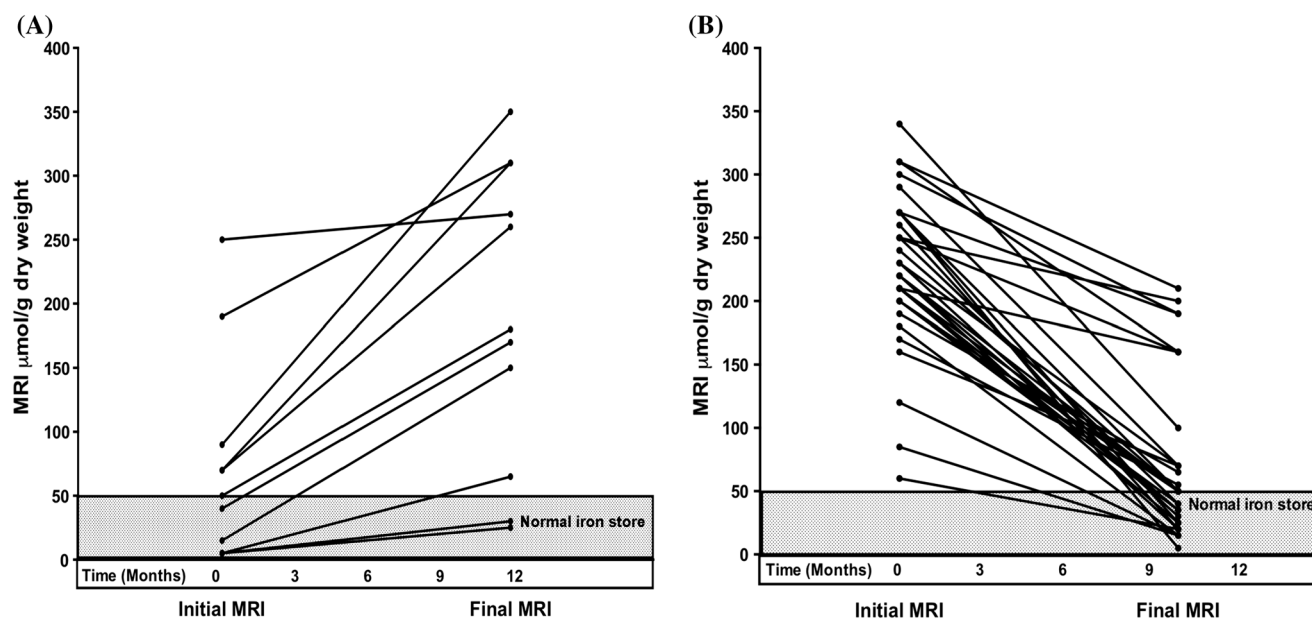 (A)
400
350
300
250
200
150
100
50
0
MRI μmol/g dry weight
Normal iron store
Time (Months) 0 3 6 9 12
Initial MRI Final MRI
(B)
400
350
300
250
200
150
100
50
0
MRI μmol/g dry weight
Normal iron store
Time (Months) 0 3 6 9 12
Initial MRI Final MRI